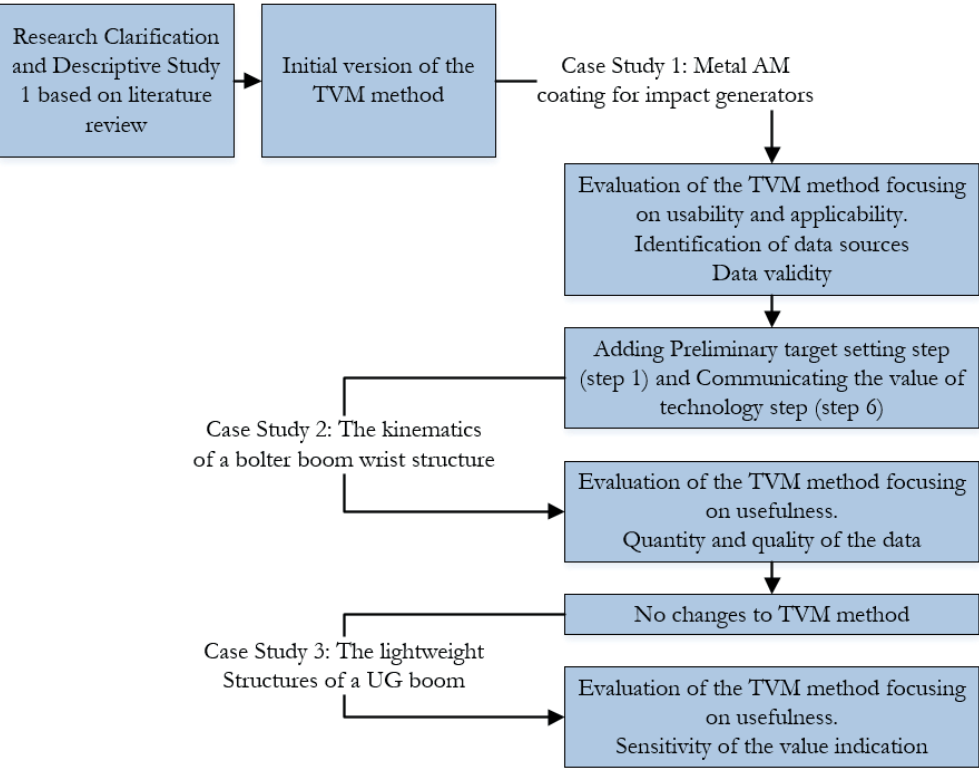 Research Clarification
and Descriptive Study
1 based on literature
review
Initial version of the
TVM method
Case Study 1: Metal AM
coating for impact generators
Evaluation of the TVM method focusing
on usability and applicability.
Identification of data sources
Data validity
Adding Preliminary target setting step
(step 1) and Communicating the value of
technology step (step 6)
Case Study 2: The kinematics
of a bolter boom wrist structure
Evaluation of the TVM method focusing
on usefulness.
Quantity and quality of the data
No changes to TVM method
Case Study 3: The lightweight
Structures of a UG boom
Evaluation of the TVM method focusing
on usefulness.
Sensitivity of the value indication